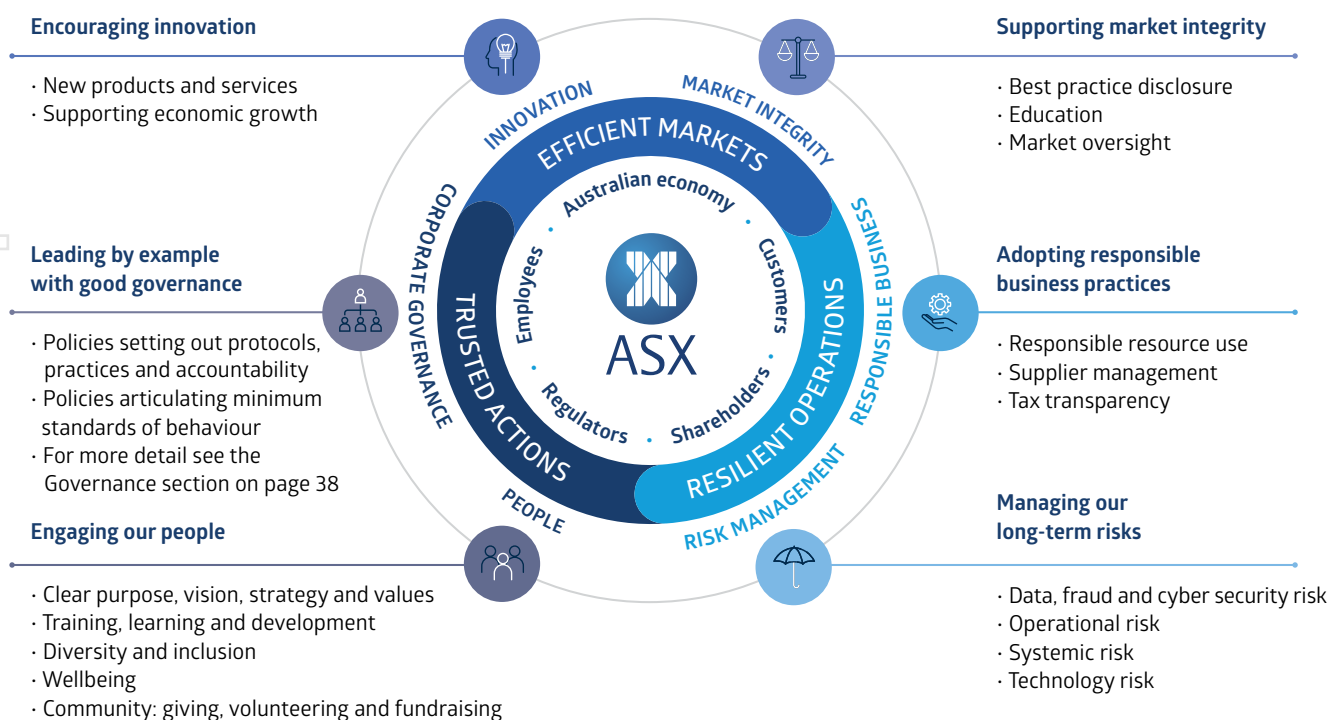 Encouraging innovation
· New products and services
· Supporting economic growth
Supporting market integrity
· Best practice disclosure
· Education
· Market oversight
INNOVATION
MARKET INTEGRITY
EFFICIENT MARKETS
CORPORATE GOVERNANCE
RESPONSIBLE BUSINESS
Australian economy
Employees
Customers
ASX
TRUSTED ACTIONS
RESILIENT OPERATIONS
Regulators
Shareholders
PEOPLE
RISK MANAGEMENT
Leading by example
with good governance
· Policies setting out protocols,
practices and accountability
· Policies articulating minimum
standards of behaviour
· For more detail see the
Governance section on page 38
Adopting responsible
business practices
· Responsible resource use
· Supplier management
· Tax transparency
Engaging our people
· Clear purpose, vision, strategy and values
· Training, learning and development
· Diversity and inclusion
· Wellbeing
· Community: giving, volunteering and fundraising
Managing our
long-term risks
· Data, fraud and cyber security risk
· Operational risk
· Systemic risk
· Technology risk